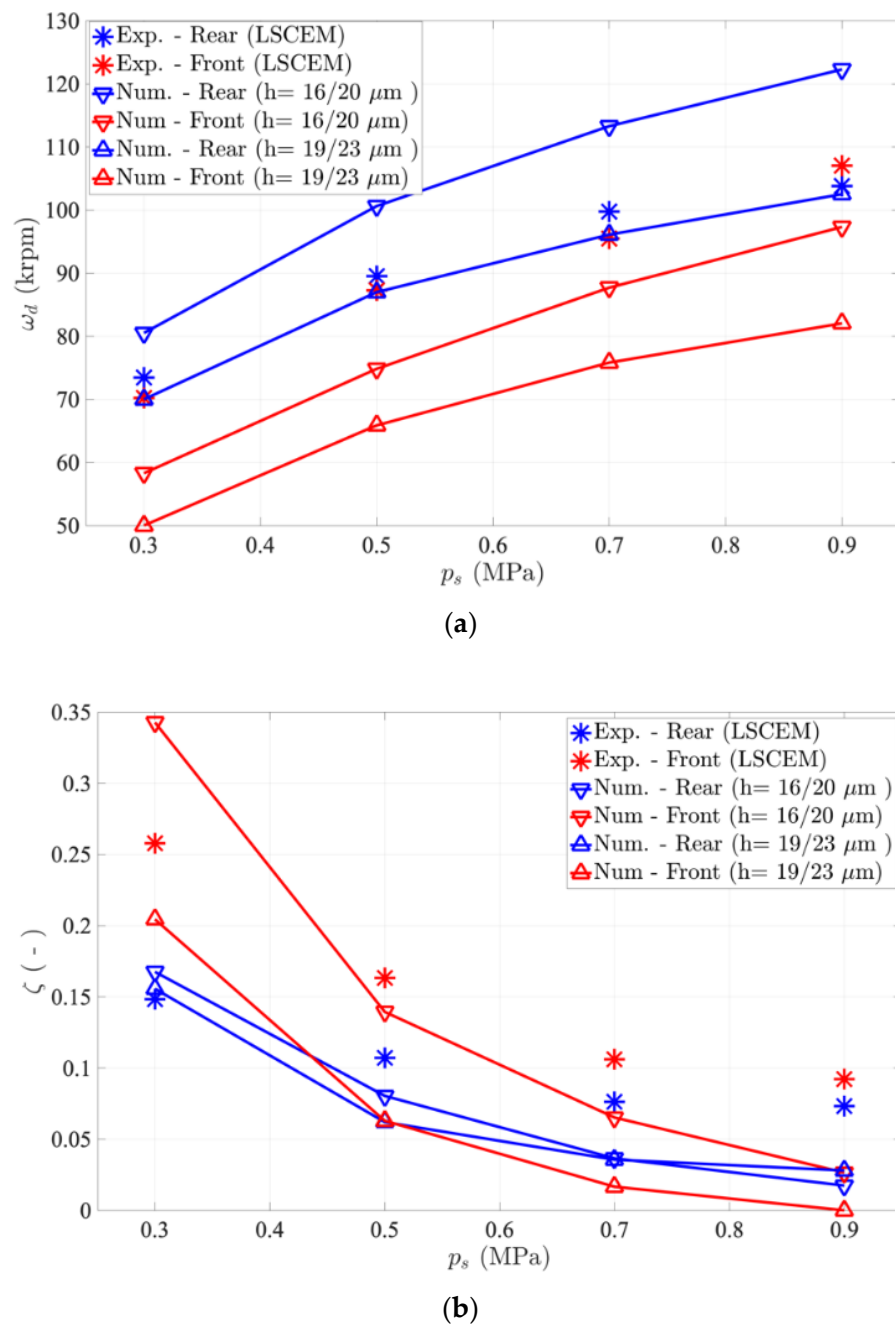 130
120
110
100
90
80
70
60
50
ω_d (krpm)
Exp. - Rear (LSCEM)
Exp. - Front (LSCEM)
Num. - Rear (h= 16/20 μm )
Num - Front (h= 16/20 μm)
Num. - Rear (h= 19/23 μm )
Num - Front (h= 19/23 μm)
0.3 0.4 0.5 0.6 0.7 0.8 0.9
p_s (MPa)
(a)
0.35
0.3
0.25
0.2
0.15
0.1
0.05
0
ζ ( - )
Exp. - Rear (LSCEM)
Exp. - Front (LSCEM)
Num. - Rear (h= 16/20 μm )
Num - Front (h= 16/20 μm)
Num. - Rear (h= 19/23 μm )
Num - Front (h= 19/23 μm)
0.3 0.4 0.5 0.6 0.7 0.8 0.9
p_s (MPa)
(b)